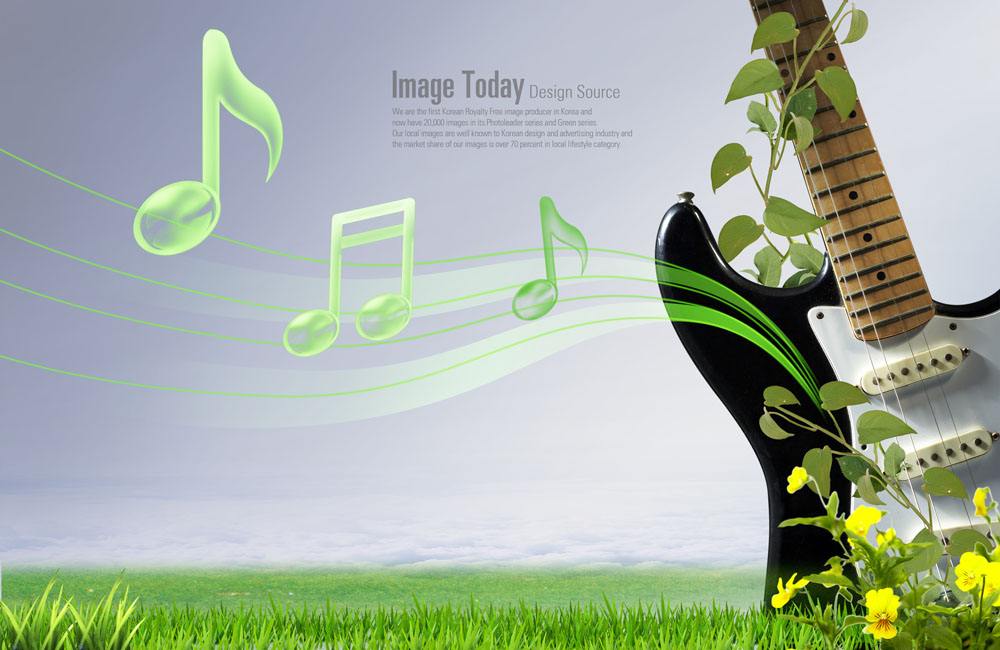 Image Today Design Source
We are the first Korean Royalty Free image producer in Korea and
now have 20,000 images in its Photoleader series and Green series.
Our local images are well known to Korean design and advertising industry and
the market share of our images is over 70 percent in local lifestyle category.